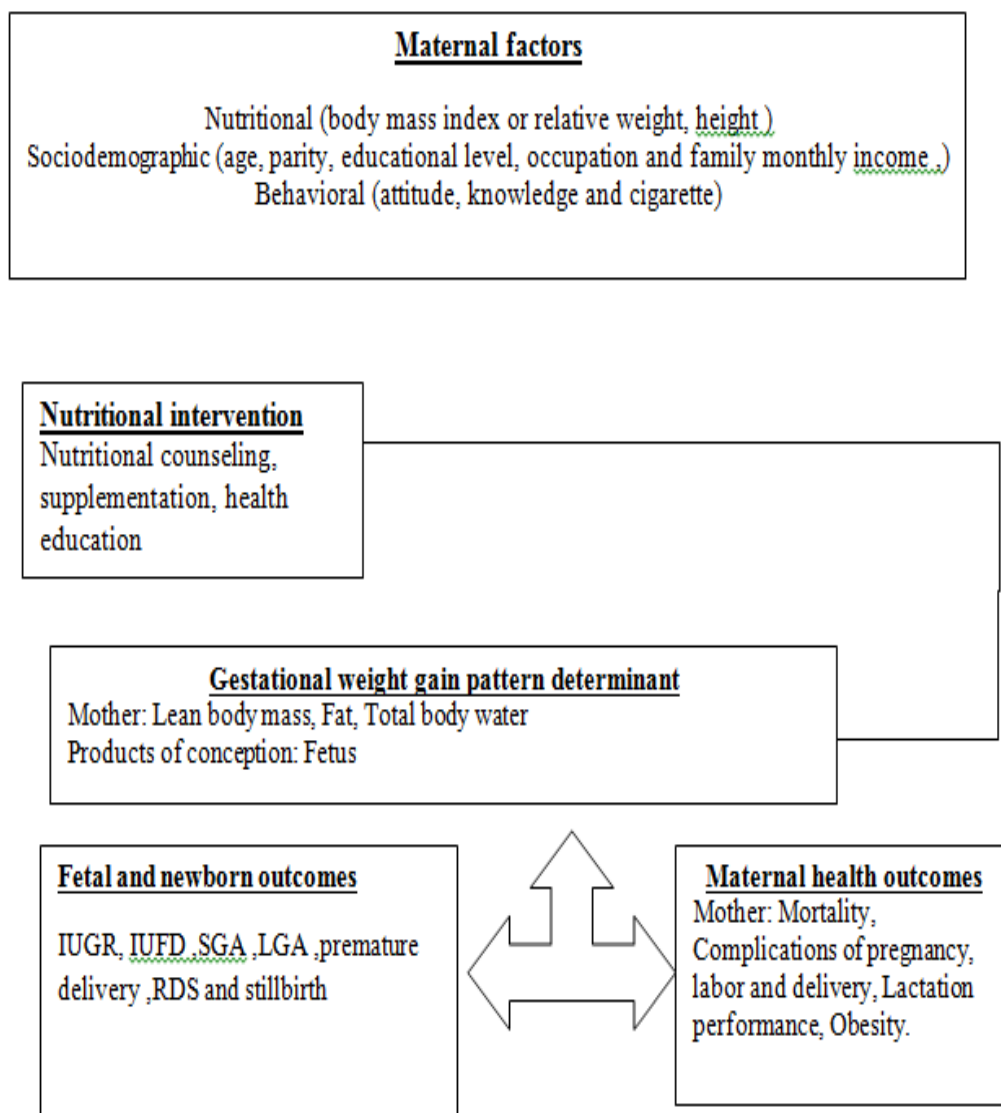 Maternal factors
Nutritional (body mass index or relative weight, height )
Sociodemographic (age, parity, educational level, occupation and family monthly income ,)
Behavioral (attitude, knowledge and cigarette)
Nutritional intervention
Nutritional counseling,
supplementation, health
education
Gestational weight gain pattern determinant
Mother: Lean body mass, Fat, Total body water
Products of conception: Fetus
Fetal and newborn outcomes
IUGR, IUFD ,SGA ,LGA ,premature
delivery ,RDS and stillbirth
Maternal health outcomes
Mother: Mortality,
Complications of pregnancy,
labor and delivery, Lactation
performance, Obesity.